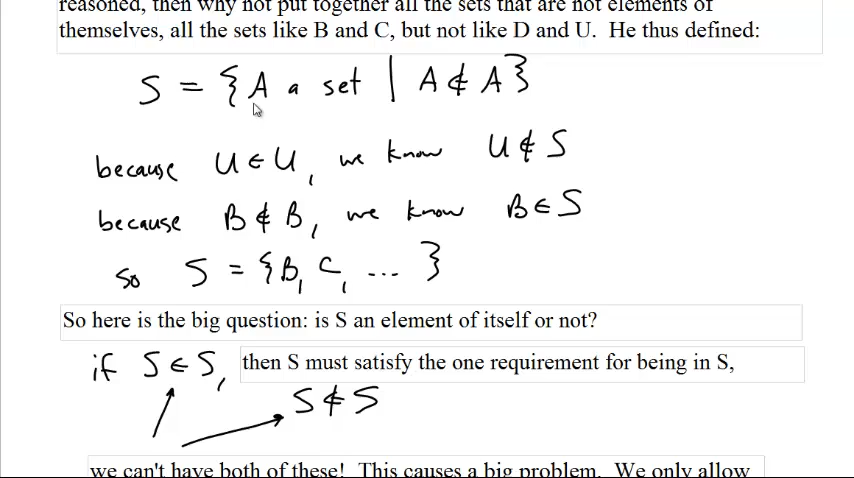 reasoned, then why not put together all the sets that are not elements of
themselves, all the sets like B and C, but not like D and U.  He thus defined:
S = {A a set | A ∉ A}
because U ∈ U, we know U ∉ S
because B ∉ B, we know B ∈ S
so S = {B, C, ... }
So here is the big question: is S an element of itself or not?
if S ∈ S, then S must satisfy the one requirement for being in S,
S ∉ S
we can't have both of these!  This causes a big problem.  We only allow